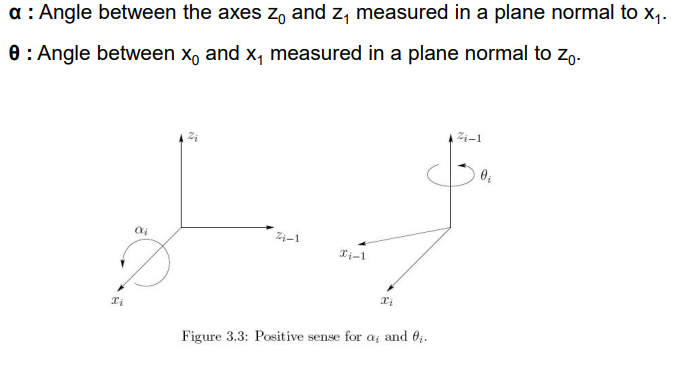 α : Angle between the axes z₀ and z₁ measured in a plane normal to x₁.
θ : Angle between x₀ and x₁ measured in a plane normal to z₀.
zᵢ
zᵢ₋₁
αᵢ
θᵢ
zᵢ₋₁
xᵢ₋₁
xᵢ
xᵢ
Figure 3.3: Positive sense for αᵢ and θᵢ.